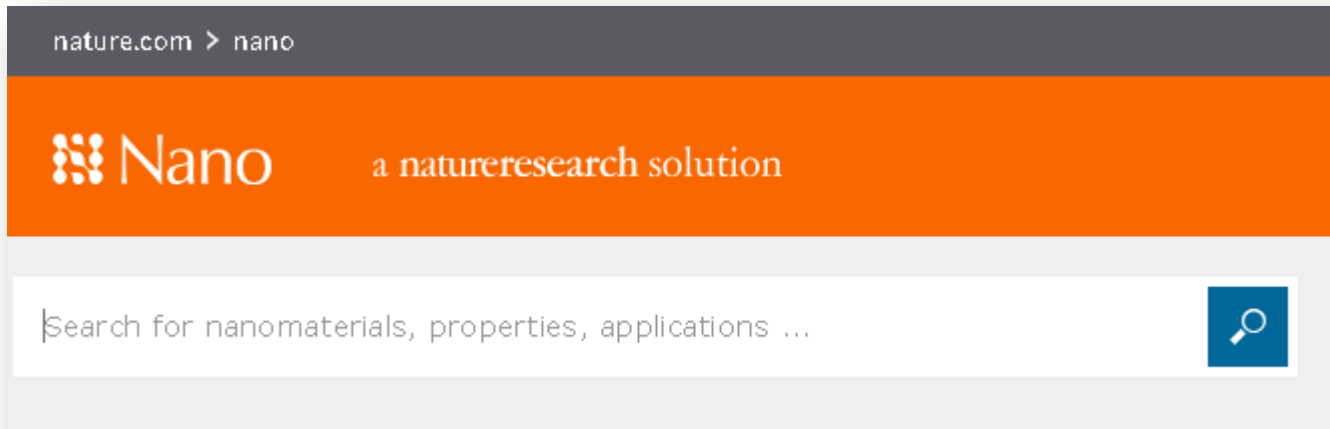 nature.com > nano
Nano
a natureresearch solution
Search for nanomaterials, properties, applications ...